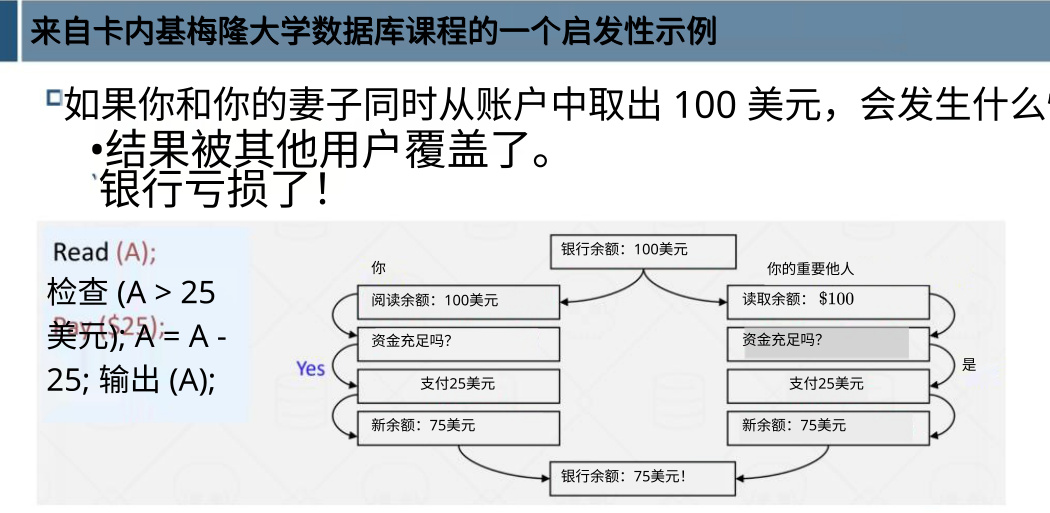 来自卡内基梅隆大学数据库课程的一个启发性示例
如果你和你的妻子同时从账户中取出 100 美元，会发生什么
•结果被其他用户覆盖了。
银行亏损了！
Read (A);
检查 (A > 25
Pay ($25);
美元); A = A -
25; 输出 (A);
银行余额：100美元
你
你的重要他人
阅读余额：100美元
读取余额： $100
资金充足吗？
资金充足吗？
Yes
是
支付25美元
支付25美元
新余额：75美元
新余额：75美元
银行余额：75美元！